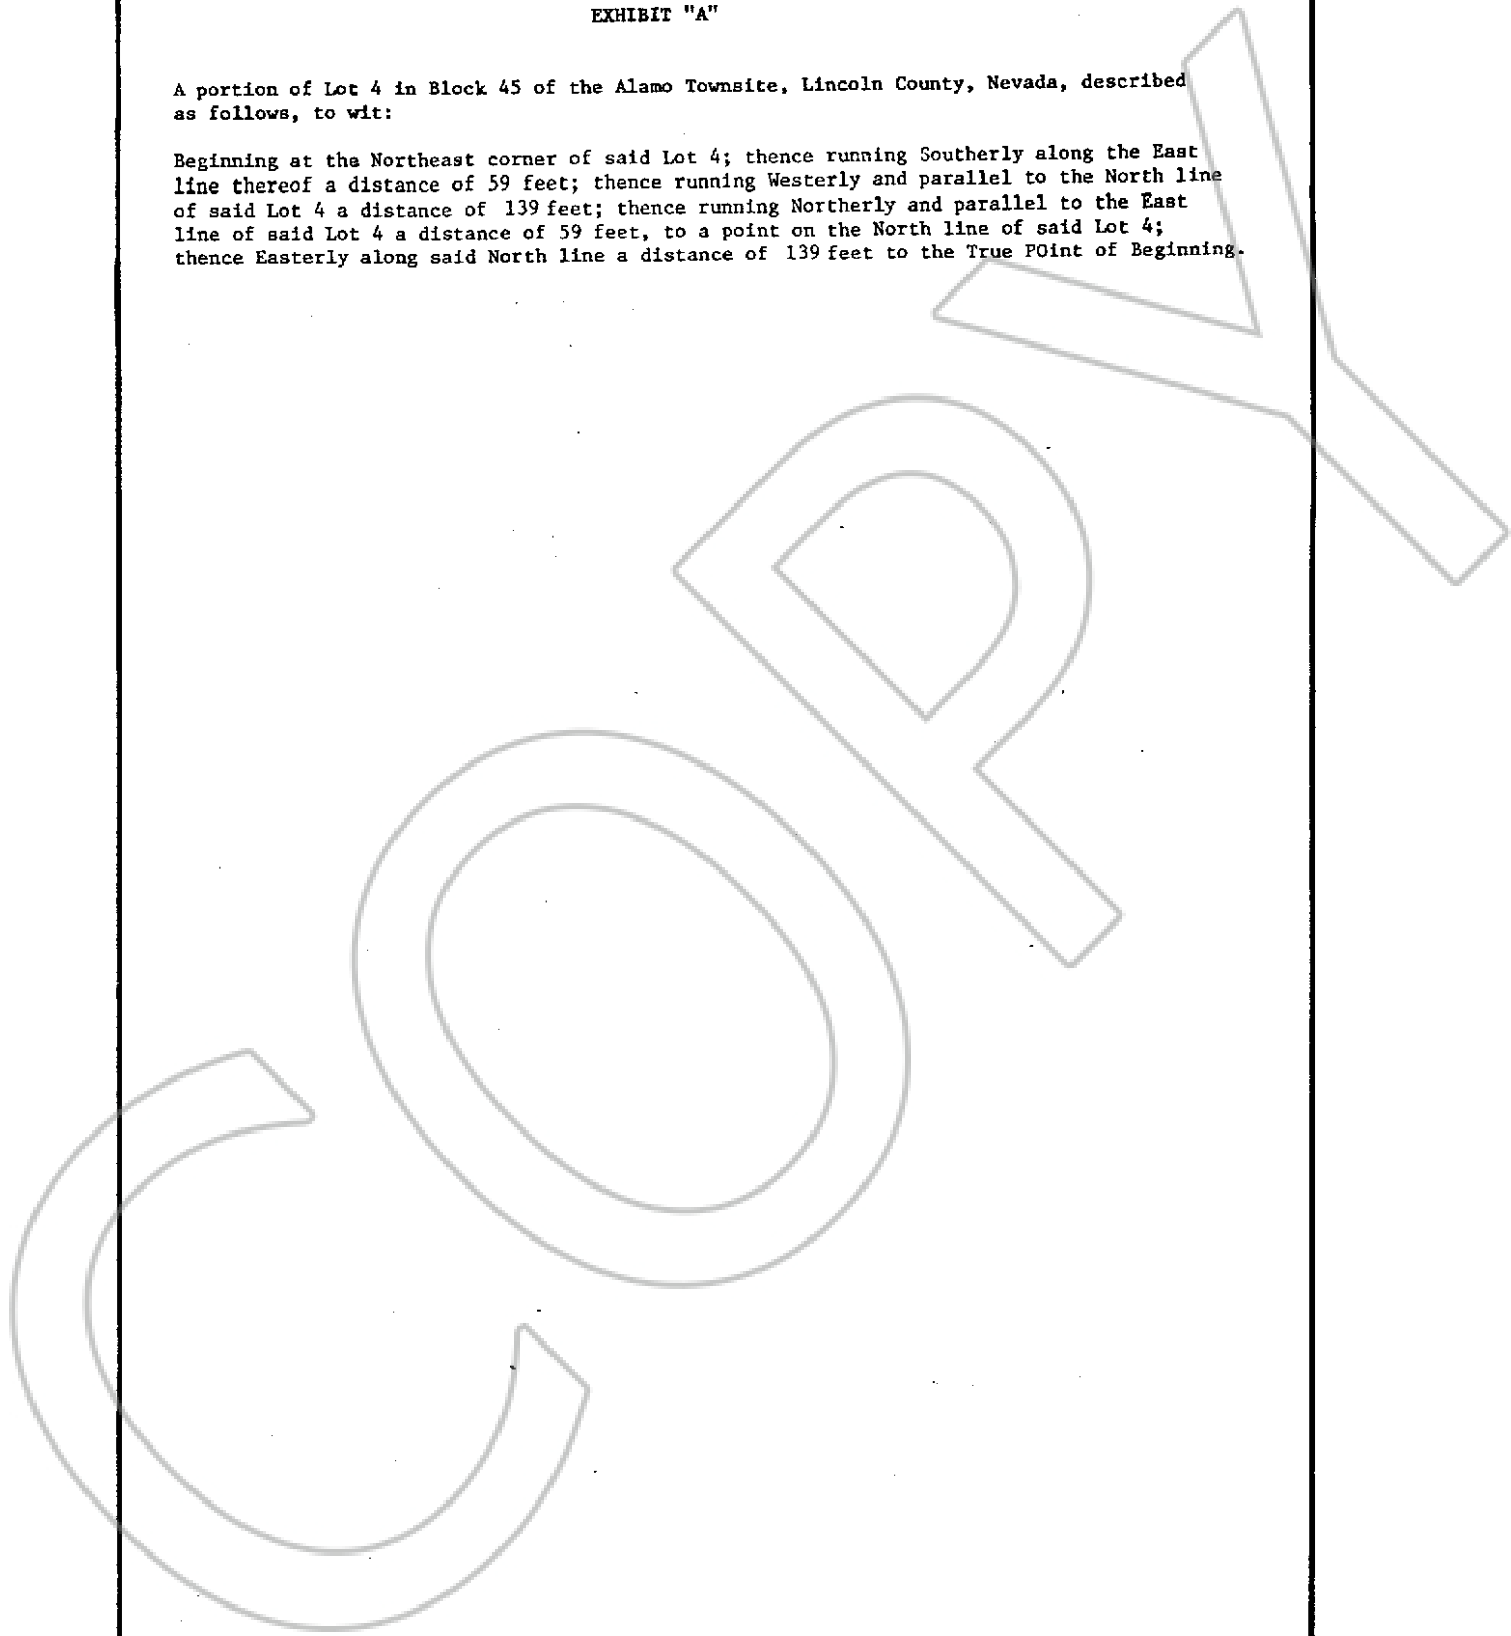 EXHIBIT "A"
A portion of Lot 4 in Block 45 of the Alamo Townsite, Lincoln County, Nevada, described
as follows, to wit:
Beginning at the Northeast corner of said Lot 4; thence running Southerly along the East
line thereof a distance of 59 feet; thence running Westerly and parallel to the North line
of said Lot 4 a distance of 139 feet; thence running Northerly and parallel to the East
line of said Lot 4 a distance of 59 feet, to a point on the North line of said Lot 4;
thence Easterly along said North line a distance of 139 feet to the True POint of Beginning.
COPY